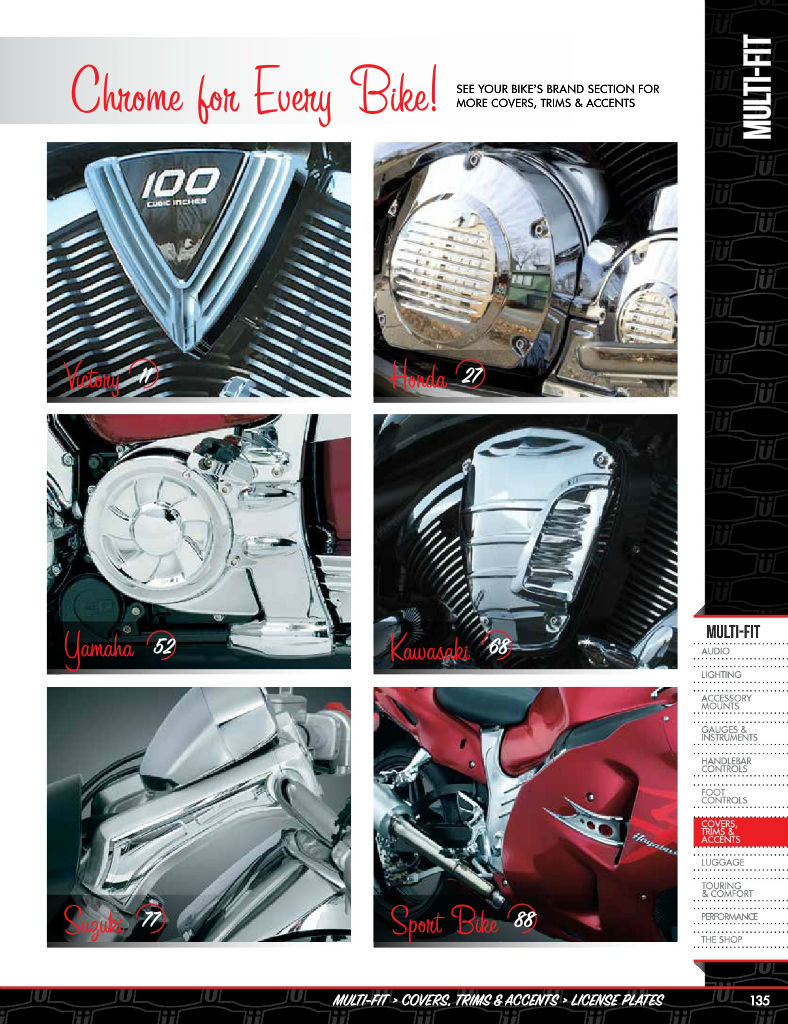 MULTI-FIT
Chrome for Every Bike!
SEE YOUR BIKE'S BRAND SECTION FOR
MORE COVERS, TRIMS & ACCENTS
100
CUBIC INCHES
Victory 11
Honda 27
Yamaha 52
Kawasaki 68
Suzuki 77
Hayabusa
Sport Bike 88
MULTI-FIT
AUDIO
LIGHTING
ACCESSORY
MOUNTS
GAUGES &
INSTRUMENTS
HANDLEBAR
CONTROLS
FOOT
CONTROLS
COVERS,
TRIMS &
ACCENTS
LUGGAGE
TOURING
& COMFORT
PERFORMANCE
THE SHOP
MULTI-FIT > COVERS, TRIMS & ACCENTS > LICENSE PLATES
135